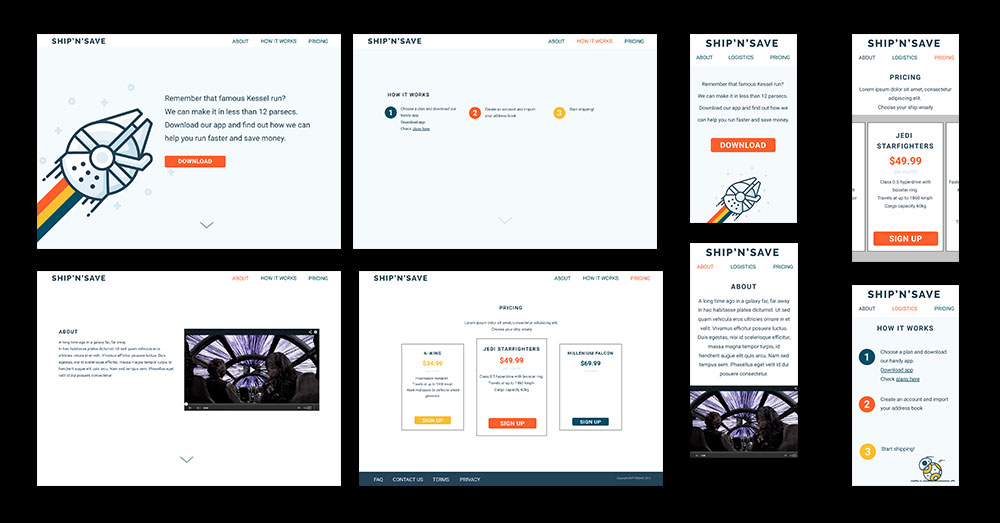 SHIP'N'SAVE
ABOUT HOW IT WORKS PRICING
Remember that famous Kessel run?
We can make it in less than 12 parsecs.
Download our app and find out how we can
help you run faster and save money.
DOWNLOAD
SHIP'N'SAVE
ABOUT HOW IT WORKS PRICING
HOW IT WORKS
1
Choose a plan and download our
handy app
Download app
Check plans here
2
Create an account and import
your address book
3
Start shipping!
SHIP'N'SAVE
ABOUT LOGISTICS PRICING
Remember that famous Kessel run?
We can make it in less than 12 parsecs.
Download our app and find out how we
can help you run faster and save money.
DOWNLOAD
SHIP'N'SAVE
ABOUT LOGISTICS PRICING
PRICING
Lorem ipsum dolor sit amet, consectetur
adipiscing elit.
Choose your ship wisely
JEDI
STARFIGHTERS
$49.99
per month
Class 0.5 hyperdrive with
booster ring
Travels at up to 1860 kmph
Cargo capacity 60kg
SIGN UP
SHIP'N'SAVE
ABOUT HOW IT WORKS PRICING
ABOUT
A long time ago in a galaxy far, far away
In hac habitasse platea dictumst. Ut sed quam vehicula eros
ultricies ornare in et velit. Vivamus efficitur posuere luctus. Duis
egestas, nisi id scelerisque efficitur, massa magna tempor turpis, id
hendrerit augue elit quis arcu. Nam sed tempus sem. Phasellus
eget velit id dui posuere consectetur
SHIP'N'SAVE
ABOUT HOW IT WORKS PRICING
PRICING
Lorem ipsum dolor sit amet, consectetur adipiscing elit.
Choose your ship wisely
A-WING
$34.99
Travels at up to 1300 kmph
SIGN UP
JEDI STARFIGHTERS
$49.99
Class 0.5 hyperdrive with booster ring
Travels at up to 1860 kmph
Cargo capacity 60kg
SIGN UP
MILLENIUM FALCON
$69.99
SIGN UP
FAQ CONTACT US TERMS PRIVACY
SHIP'N'SAVE
ABOUT LOGISTICS PRICING
ABOUT
A long time ago in a galaxy far, far away
In hac habitasse platea dictumst. Ut sed
quam vehicula eros ultricies ornare in et
velit. Vivamus efficitur posuere luctus.
Duis egestas, nisi id scelerisque efficitur,
massa magna tempor turpis, id
hendrerit augue elit quis arcu. Nam sed
tempus sem. Phasellus eget velit id dui
posuere consectetur
SHIP'N'SAVE
ABOUT LOGISTICS PRICING
HOW IT WORKS
1
Choose a plan and download
our handy app
Download app
Check plans here
2
Create an account and import
your address book
3
Start shipping!